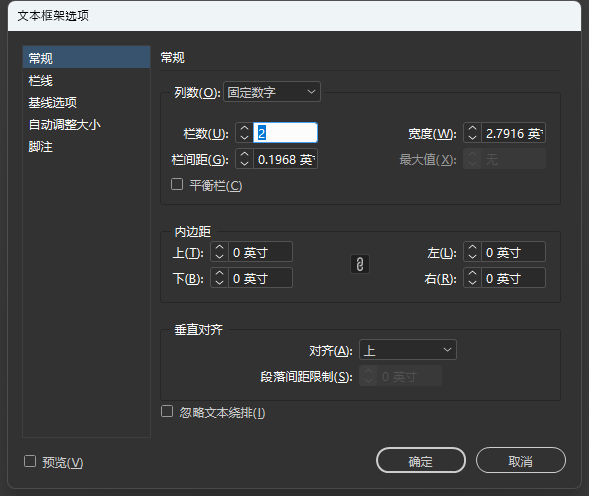 文本框架选项
常规
栏线
基线选项
自动调整大小
脚注
常规
列数(O): 固定数字
栏数(U): 2 宽度(W): 2.7916 英寸
栏间距(G): 0.1968 英寸 最大值(X): 无
平衡栏(C)
内边距
上(T): 0 英寸 左(L): 0 英寸
下(B): 0 英寸 右(R): 0 英寸
垂直对齐
对齐(A): 上
段落间距限制(S): 0 英寸
忽略文本绕排(I)
预览(V) 确定 取消